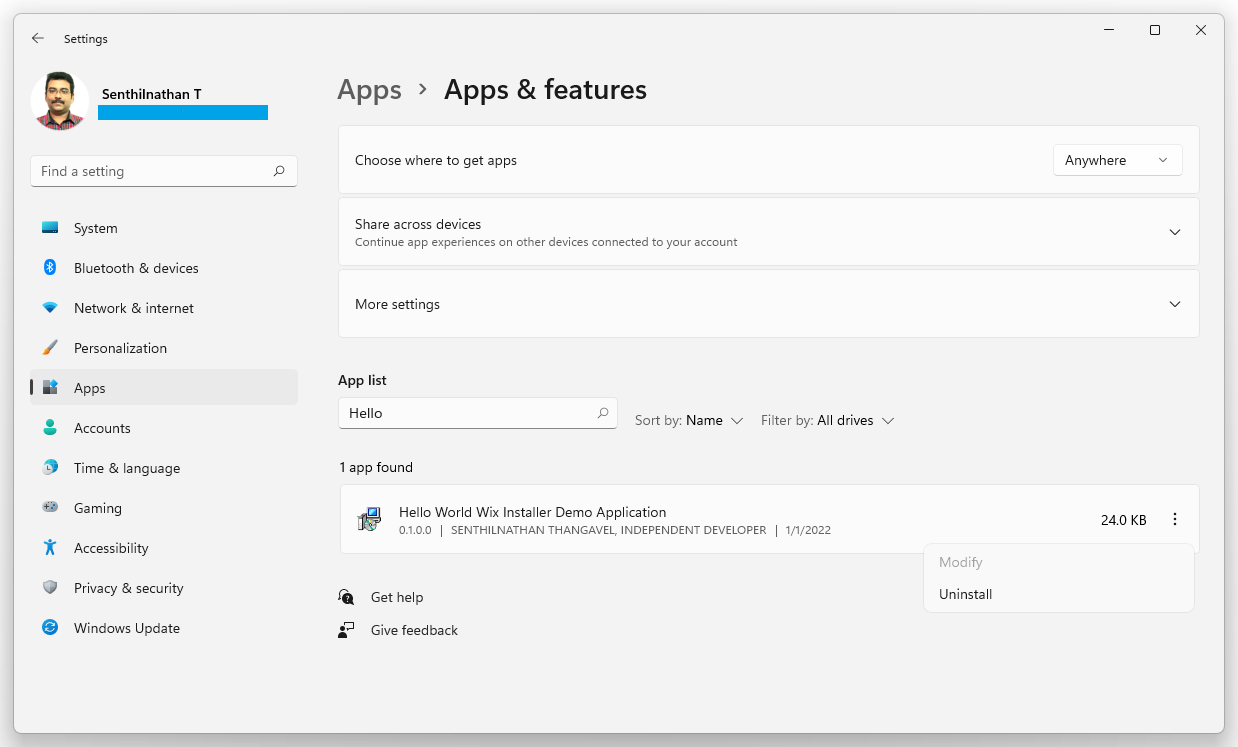 Settings
Senthilnathan T
Find a setting
System
Bluetooth & devices
Network & internet
Personalization
Apps
Accounts
Time & language
Gaming
Accessibility
Privacy & security
Windows Update
Apps > Apps & features
Choose where to get apps
Anywhere
Share across devices
Continue app experiences on other devices connected to your account
More settings
App list
Hello
Sort by: Name
Filter by: All drives
1 app found
Hello World Wix Installer Demo Application
0.1.0.0 | SENTHILNATHAN THANGAVEL, INDEPENDENT DEVELOPER | 1/1/2022
24.0 KB
Modify
Uninstall
Get help
Give feedback